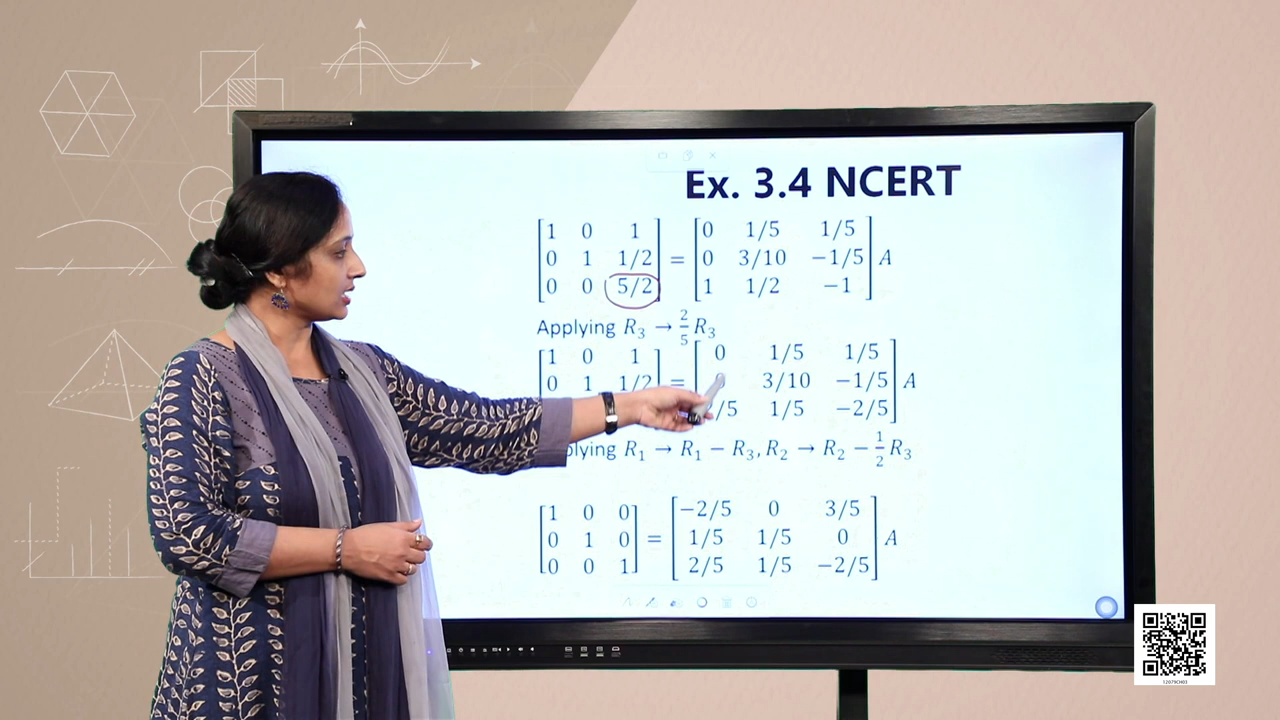 Ex. 3.4 NCERT
[1 0 1] = [0 1/5 1/5]
[0 1 1/2] = [0 3/10 −1/5] A
[0 0 5/2] [1 1/2 −1]
Applying R₃ → 2/5 R₃
[1 0 1] [0 1/5 1/5]
[0 1 1/2] = [3/10 −1/5] A
/5 1/5 −2/5]
plying R₁ → R₁ − R₃, R₂ → R₂ − 1/2 R₃
[1 0 0] [−2/5 0 3/5]
[0 1 0] = [1/5 1/5 0] A
[0 0 1] [2/5 1/5 −2/5]
12079CH03